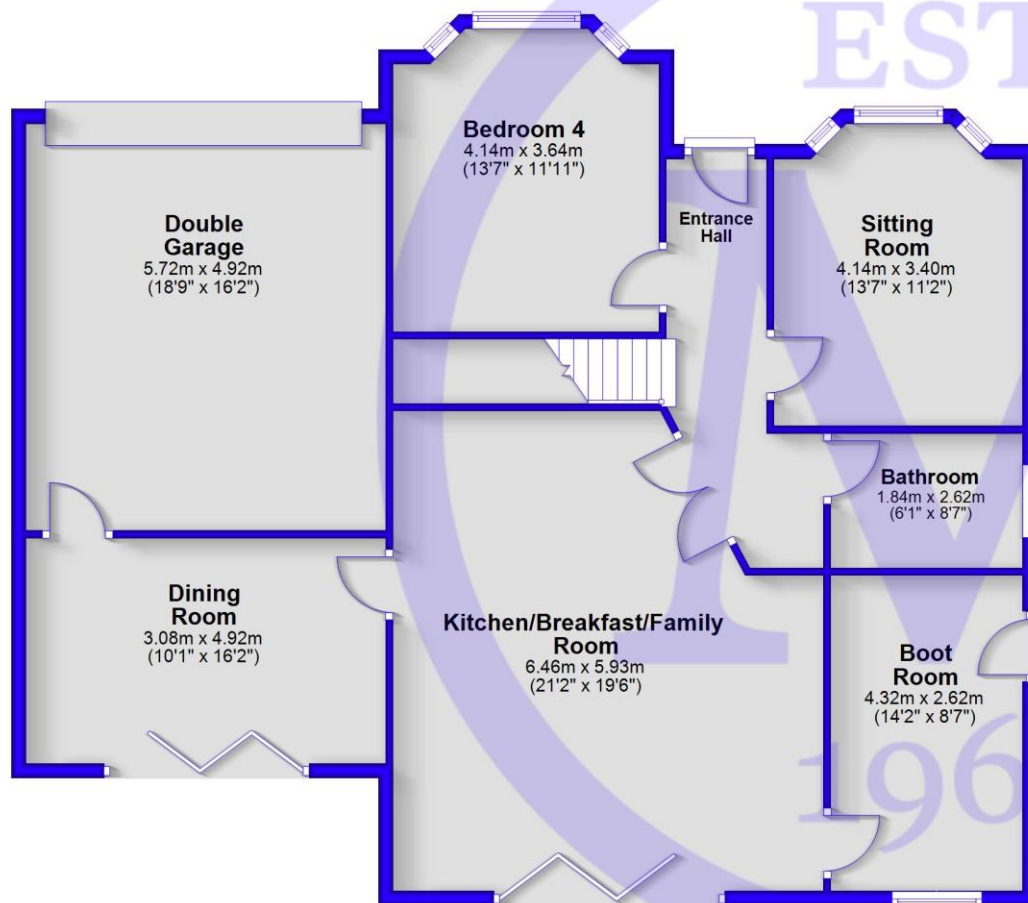 EST
Bedroom 4
4.14m x 3.64m
(13'7" x 11'11")
Double
Garage
5.72m x 4.92m
(18'9" x 16'2")
Entrance
Hall
Sitting
Room
4.14m x 3.40m
(13'7" x 11'2")
Bathroom
1.84m x 2.62m
(6'1" x 8'7")
Dining
Room
3.08m x 4.92m
(10'1" x 16'2")
Kitchen/Breakfast/Family
Room
6.46m x 5.93m
(21'2" x 19'6")
Boot
Room
4.32m x 2.62m
(14'2" x 8'7")
196